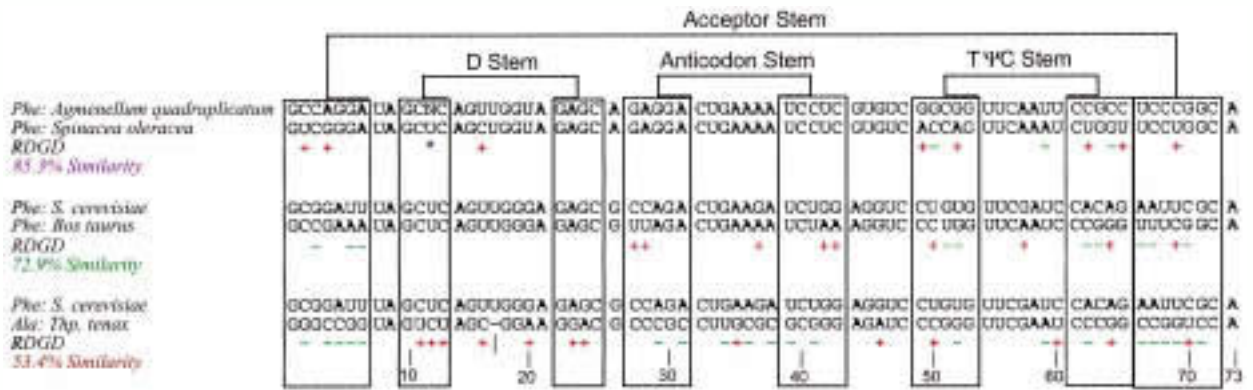 Acceptor Stem
D Stem Anticodon Stem TΨC Stem
Phe: Agmenellum quadruplicatum GCCAGGA UA GCNC AGUUGGUA GAGC A GAGGA CUGAAAA UCCUC GUGUC GGCGG UUCAAUU CCGCC UCCCGGC A
Phe: Spinacea oleracea GUCGGGA UA GCUC AGCUGGUA GAGC A GAGGA CUGAAAA UCCUC GUGUC ACCAG UUCAAAU CUGGU UCCUGGC A
RDGD + + * + + − + − + − + +
85.3% Similarity
Phe: S. cerevisiae GCGGAUU UA GCUC AGUUGGGA GAGC G CCAGA CUGAAGA UCUGG AGGUC CUGUG UUCGAUC CACAG AAUUCGC A
Phe: Bos taurus GCCGAAA UA GCUC AGUUGGGA GAGC G UUAGA CUGAAAA UCUAA AGGUC CCUGG UUCAAUC CCGGG UUUCGGC A
RDGD
72.9% Similarity
Phe: S. cerevisiae GCGGAUU UA GCUC AGUUGGGA GAGC G CCAGA CUGAAGA UCUGG AGGUC CUGUG UUCGAUC CACAG AAUUCGC A
Ala: Thp. tenax GGGCCGG UA GUCU AGC-GGAA GGAC G CCCGC CUUGCGC GCGGG AGAUC CCGGG UUCGAAU CCCGG CCGGUCC A
RDGD
53.4% Similarity
10 20 30 40 50 60 70 73